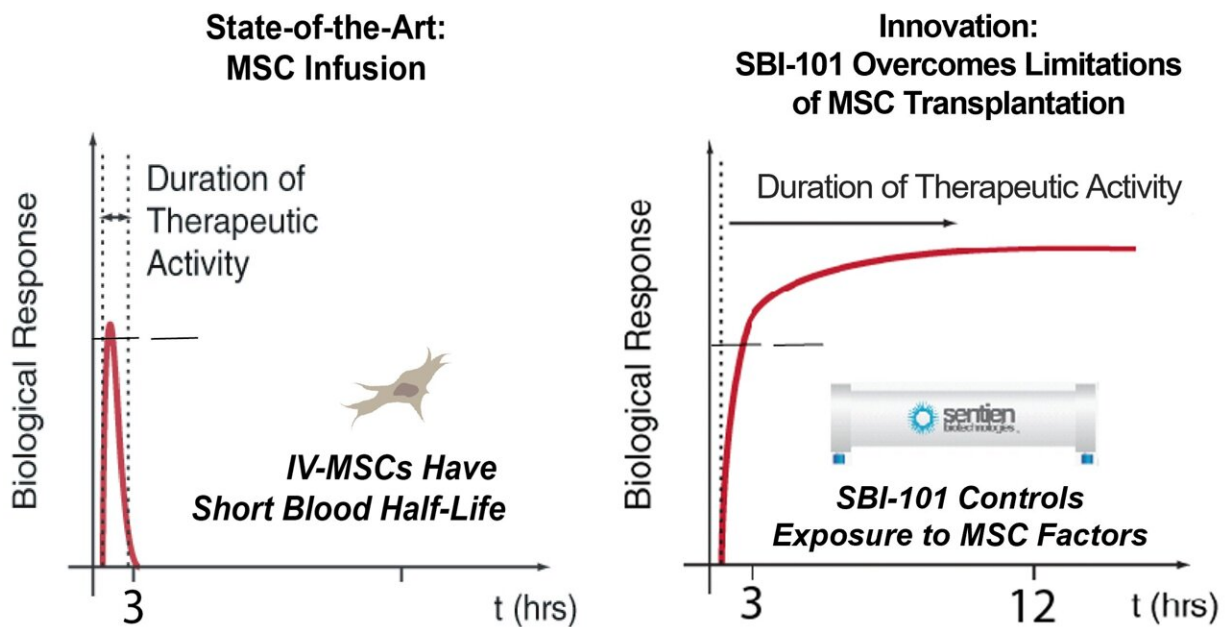 State-of-the-Art:
MSC Infusion
Biological Response
Duration of
Therapeutic
Activity
IV-MSCs Have
Short Blood Half-Life
3
t (hrs)
Innovation:
SBI-101 Overcomes Limitations
of MSC Transplantation
Biological Response
Duration of Therapeutic Activity
sentien
biotechnologies
SBI-101 Controls
Exposure to MSC Factors
3
12
t (hrs)